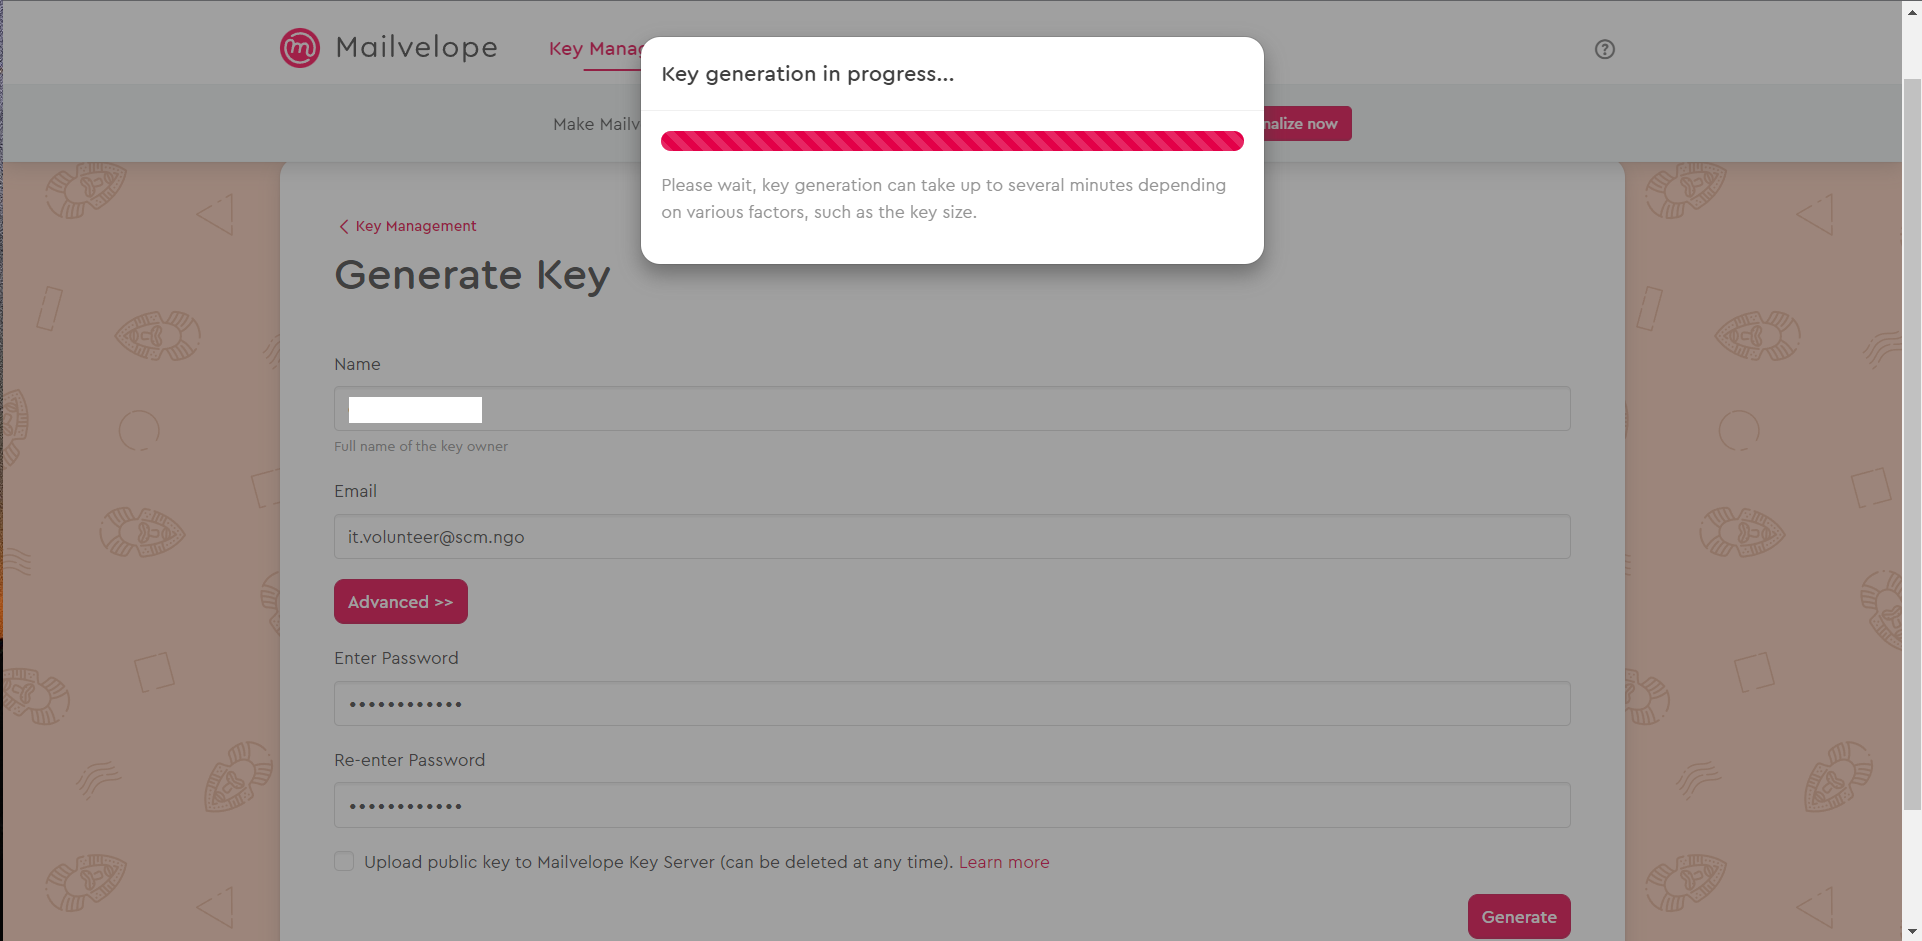 Mailvelope
Key Manag
?
Key generation in progress...
Make Mailv
nalize now
Please wait, key generation can take up to several minutes depending
on various factors, such as the key size.
Key Management
Generate Key
Name
Full name of the key owner
Email
it.volunteer@scm.ngo
Advanced >>
Enter Password
••••••••••••
Re-enter Password
••••••••••••
Upload public key to Mailvelope Key Server (can be deleted at any time). Learn more
Generate